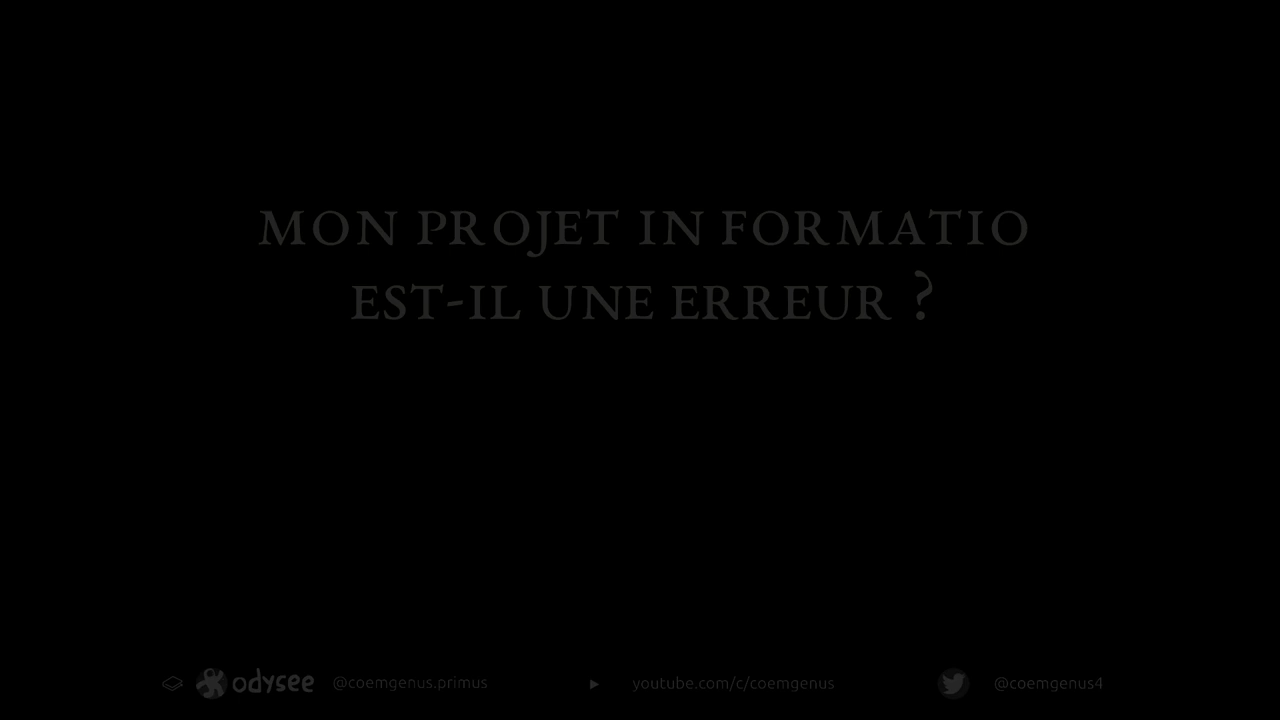 MON PROJET IN FORMATIO
EST-IL UNE ERREUR ?
odysee @coemgenus.primus youtube.com/c/coemgenus @coemgenus4